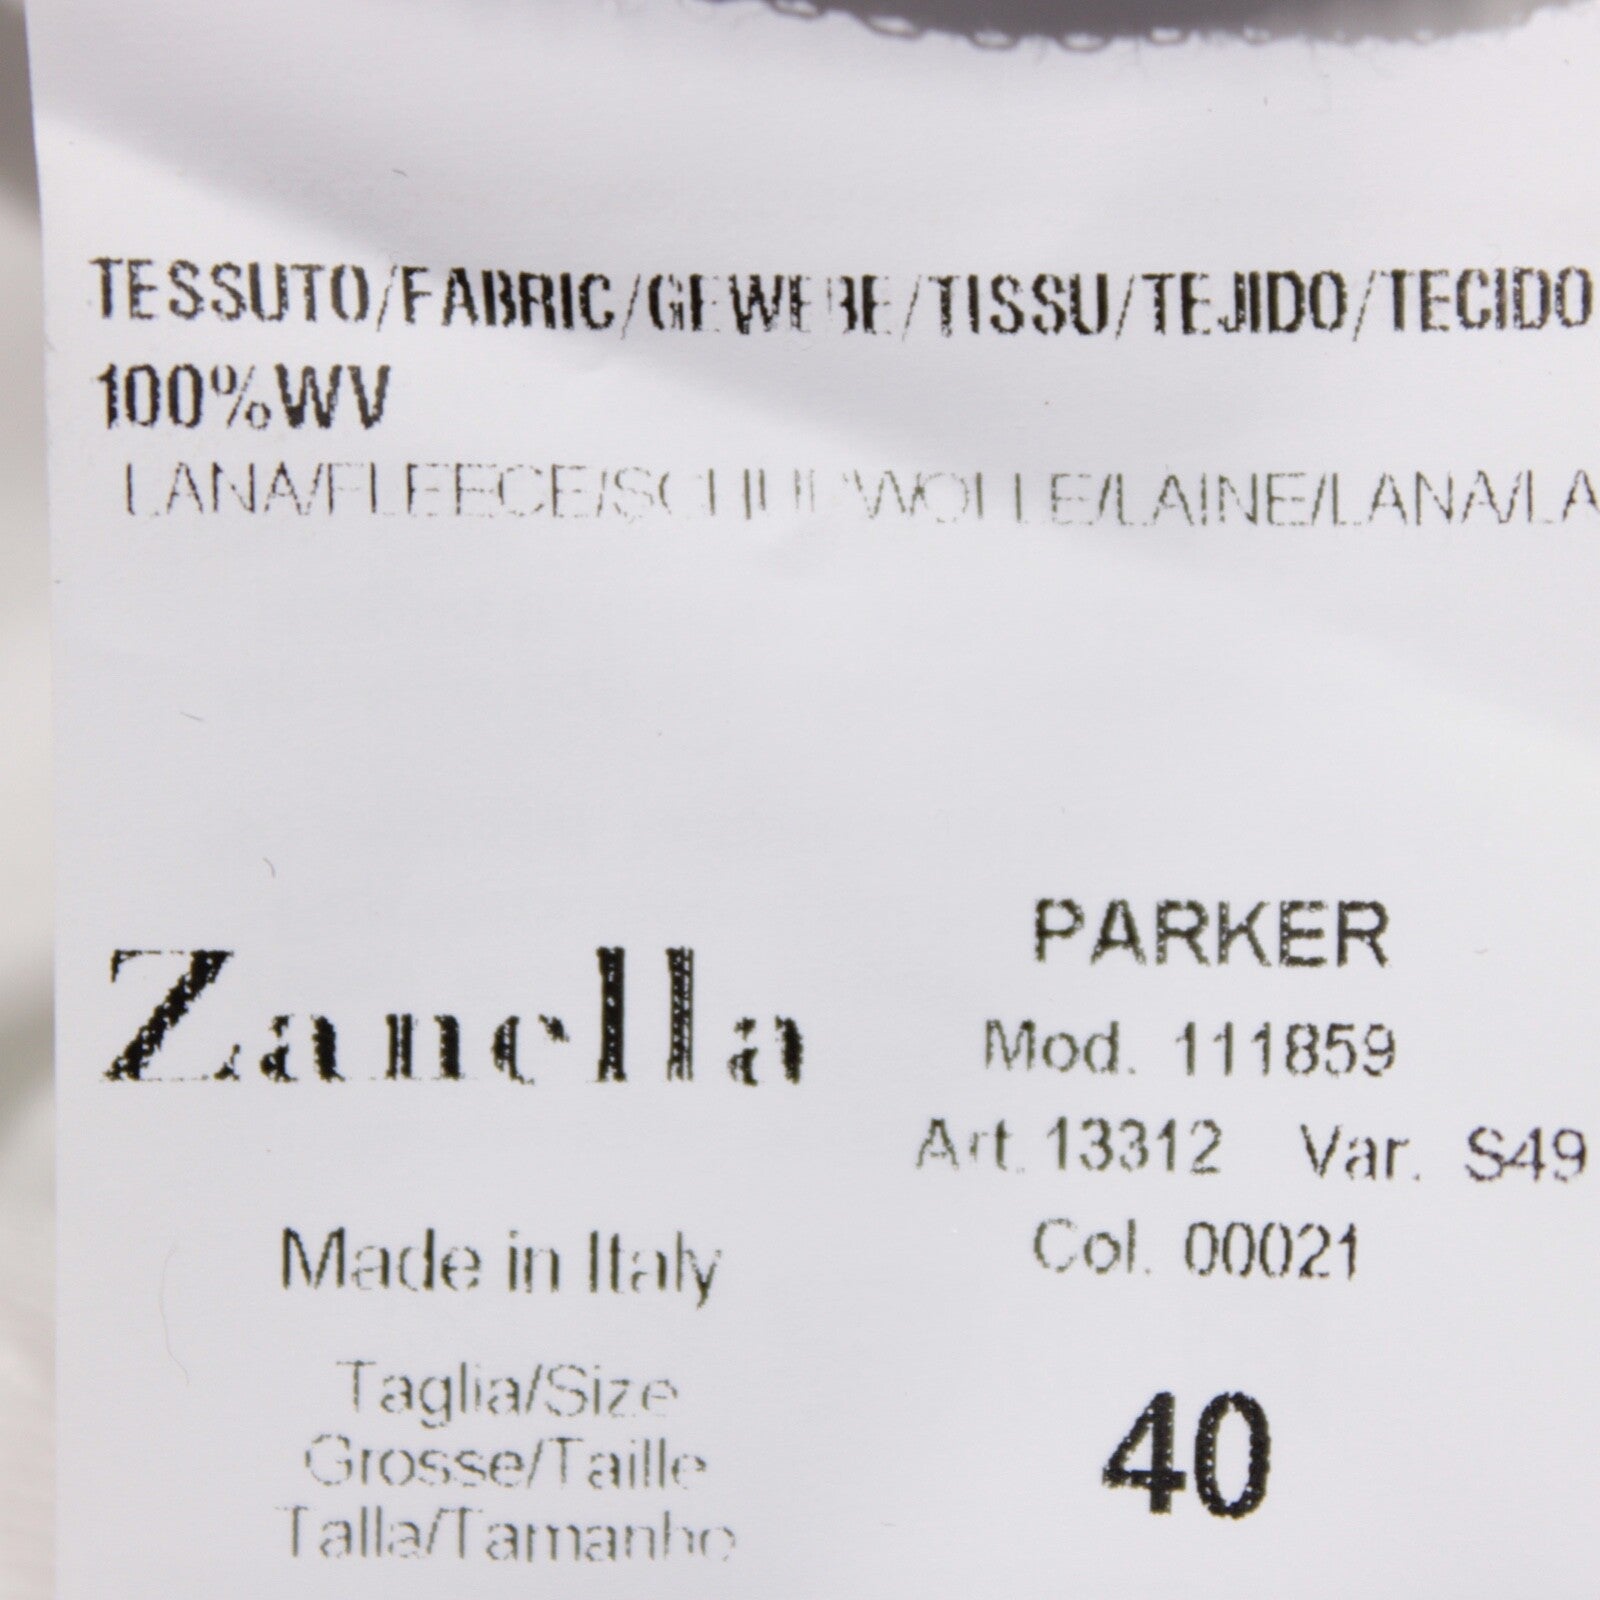 TESSUTO/FABRIC/GEWEBE/TISSU/TEJIDO/TECIDO
100%WV
LANA/FLEECE/SCHURWOLLE/LAINE/LANA/LA
Zanella
PARKER
Mod. 111859
Art. 13312 Var. S49
Col. 00021
Made in Italy
Taglia/Size
Grosse/Taille
Talla/Tamanho
40